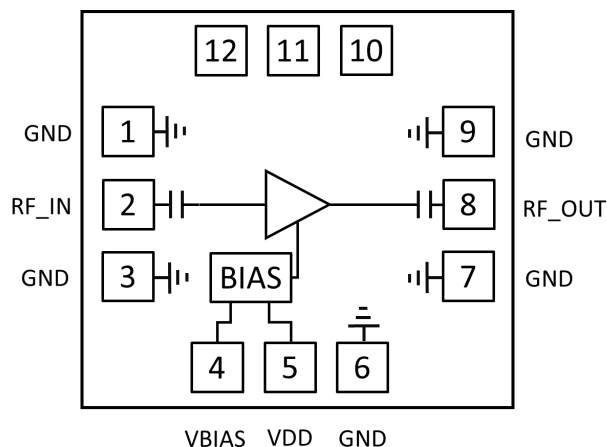 12 11 10
GND 1 9 GND
RF_IN 2 8 RF_OUT
GND 3 BIAS 7 GND
4 5 6
VBIAS VDD GND